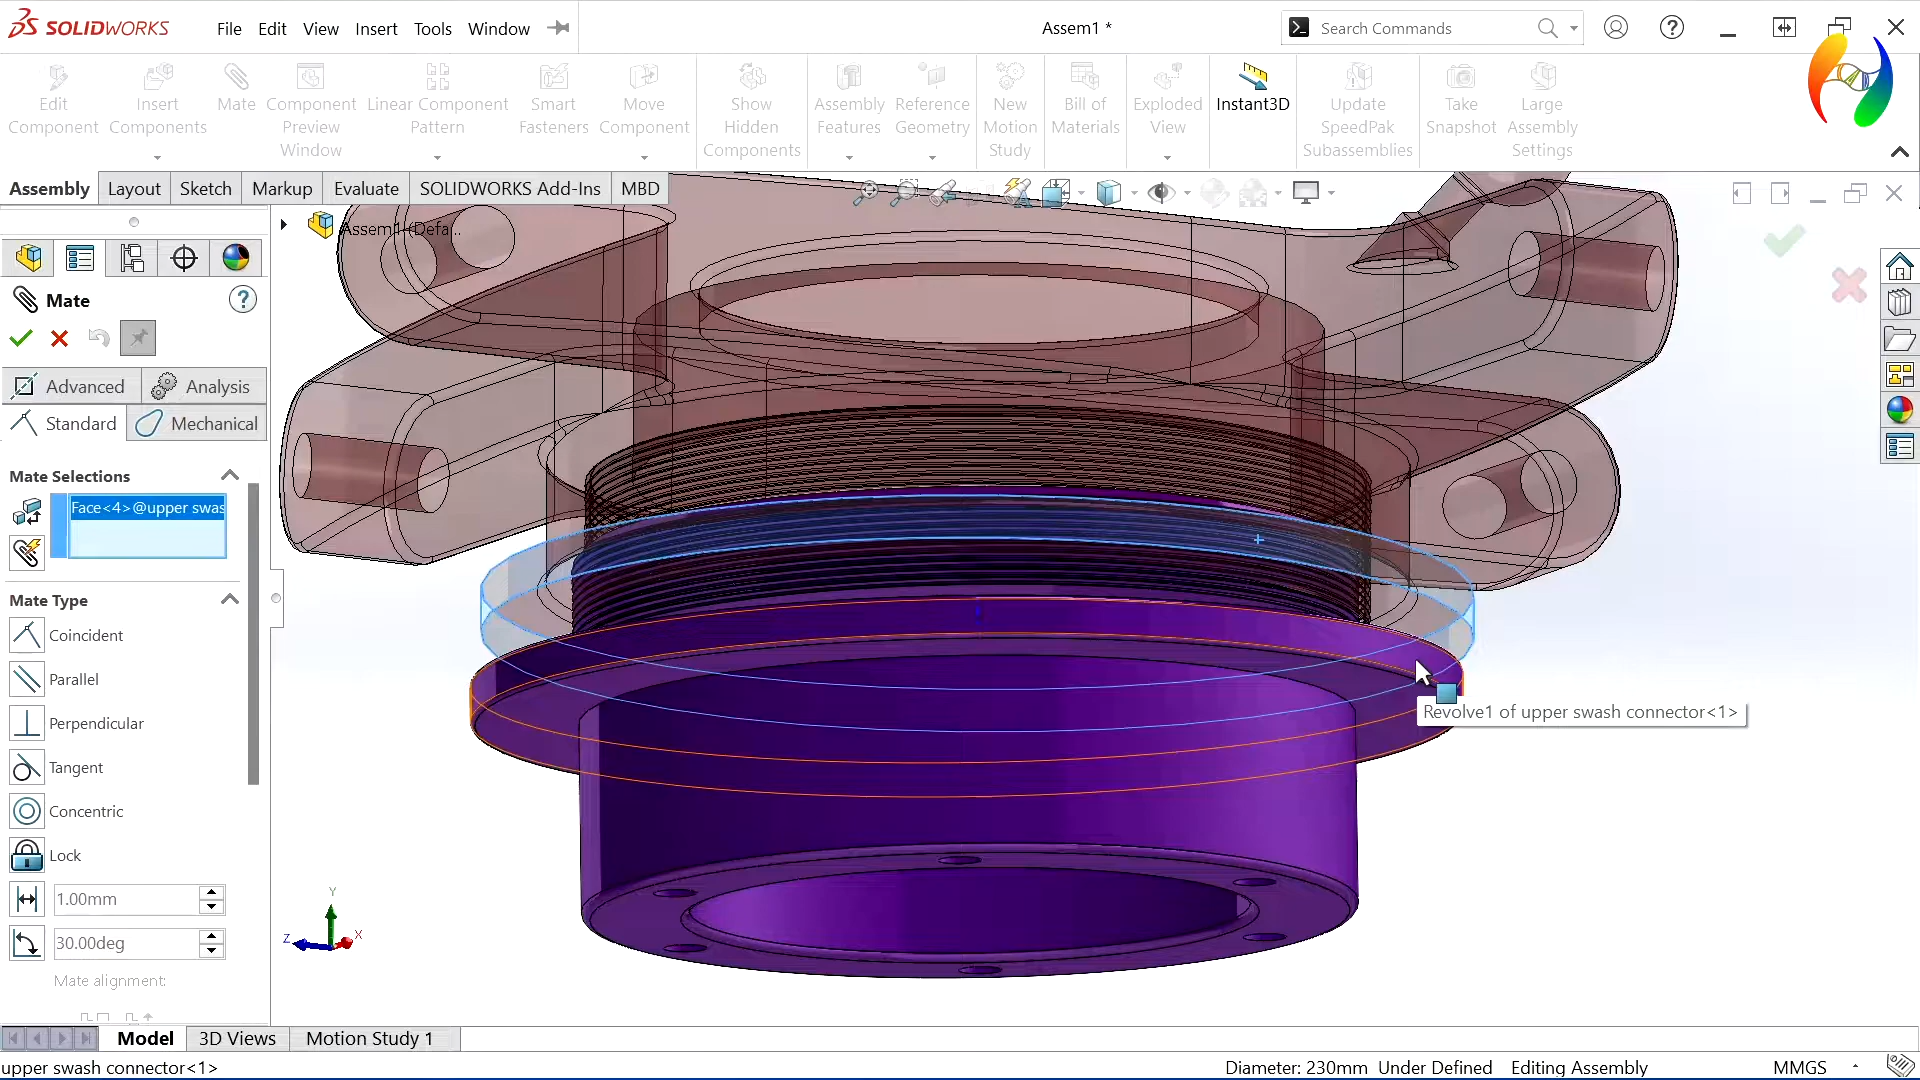 SOLIDWORKS File Edit View Insert Tools Window Assem1 * Search Commands
Edit Component
Insert Components
Mate
Component Preview Window
Linear Component Pattern
Smart Fasteners
Move Component
Show Hidden Components
Assembly Features
Reference Geometry
New Motion Study
Bill of Materials
Exploded View
Instant3D
Update SpeedPak Subassemblies
Take Snapshot
Large Assembly Settings
Assembly Layout Sketch Markup Evaluate SOLIDWORKS Add-Ins MBD
Assem1 (Defa...
Mate
Advanced Analysis
Standard Mechanical
Mate Selections
Face<4>@upper swas
Mate Type
Coincident
Parallel
Perpendicular
Tangent
Concentric
Lock
1.00mm
30.00deg
Mate alignment:
Revolve1 of upper swash connector<1>
Y
Z
X
Model 3D Views Motion Study 1
upper swash connector<1> Diameter: 230mm Under Defined Editing Assembly MMGS